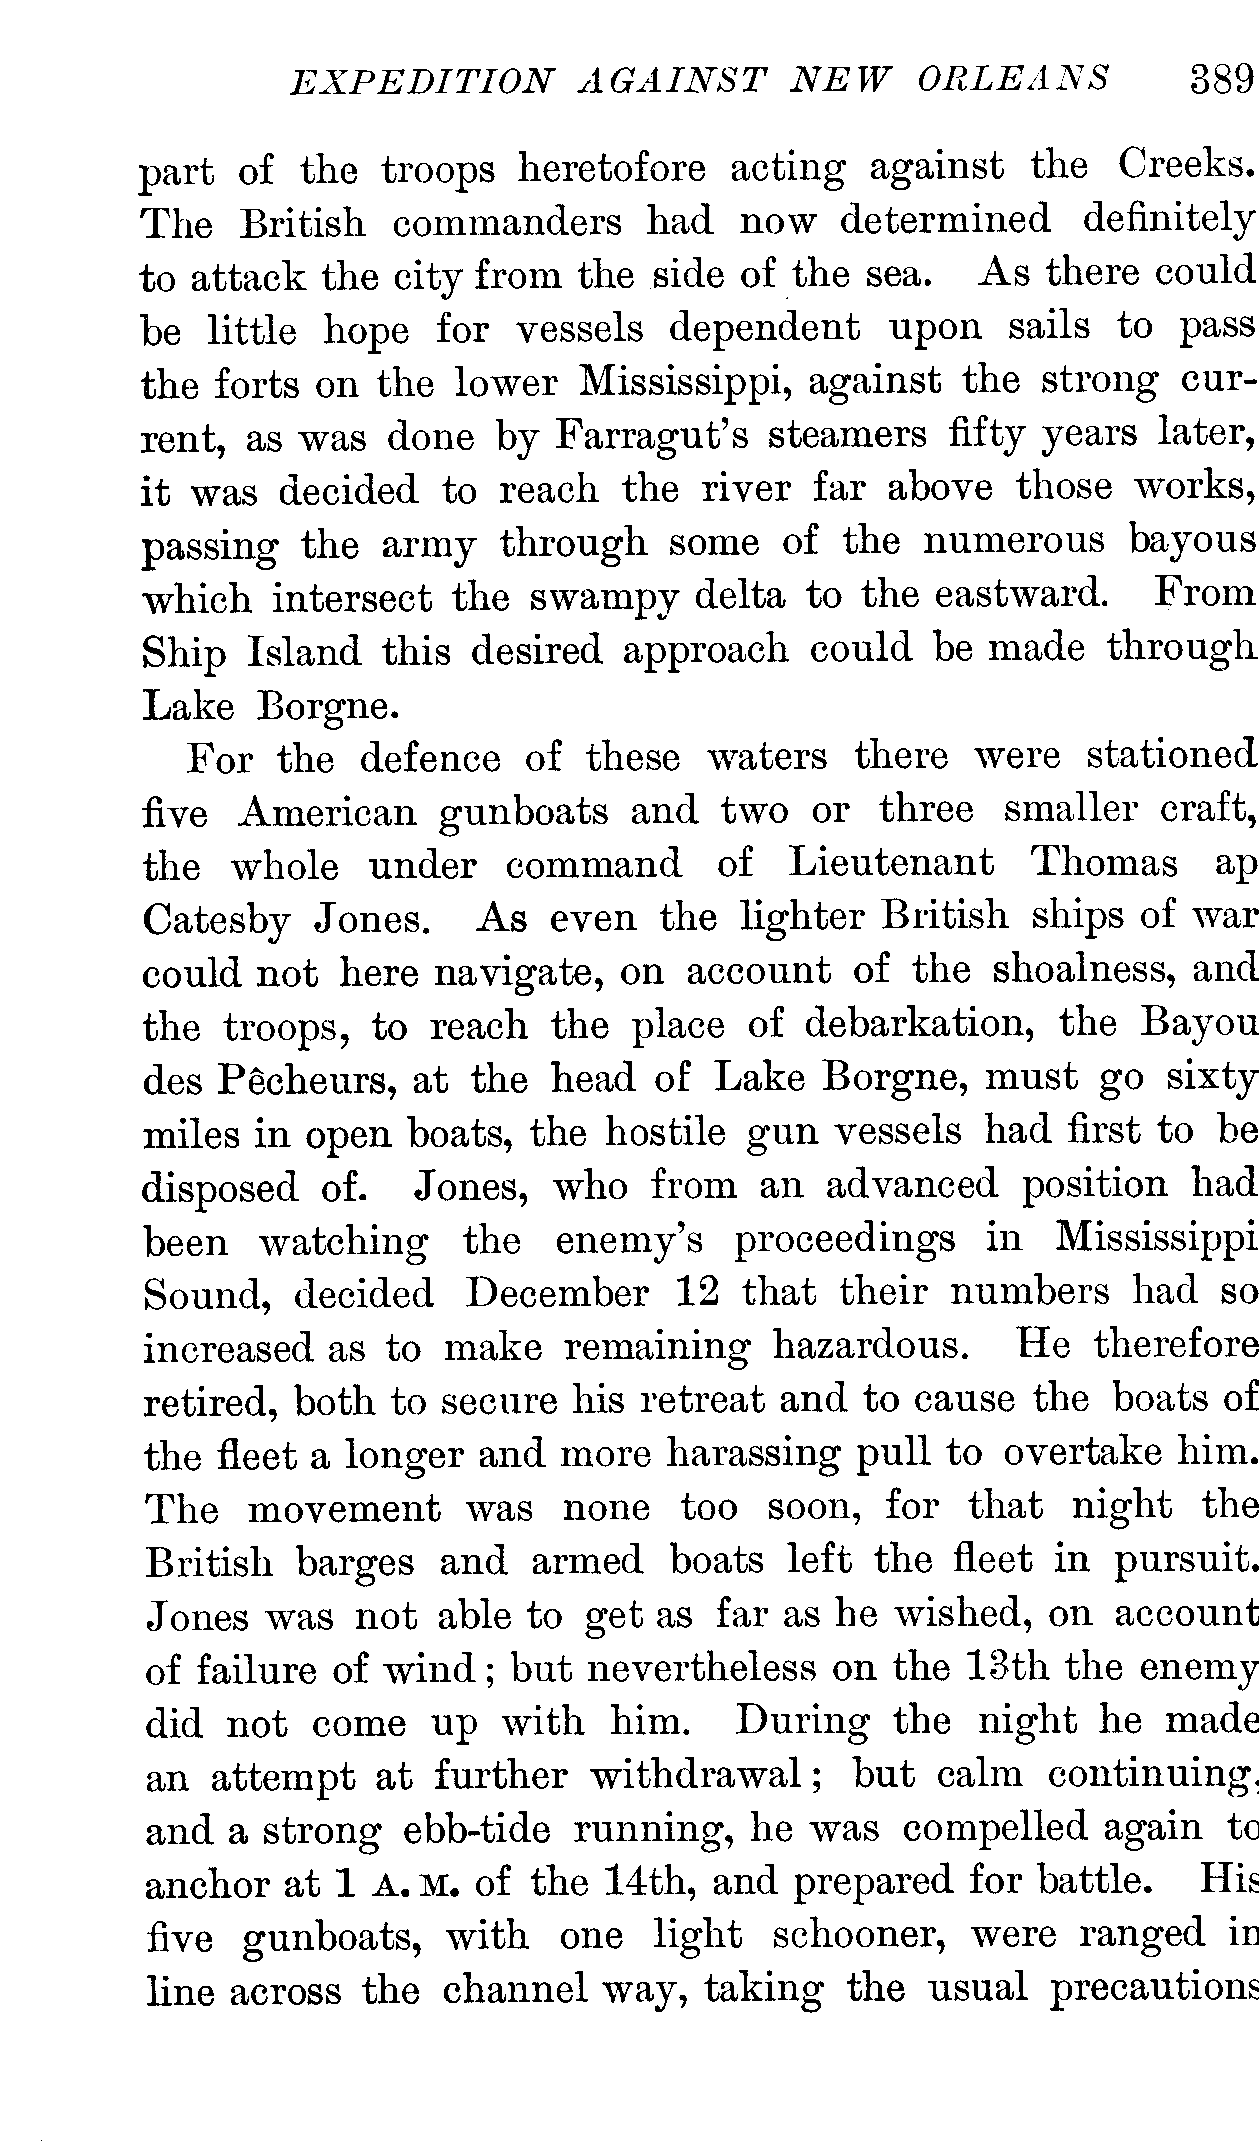 EXPEDITION AGAINST NEW ORLEANS 389
part of the troops heretofore acting against the Creeks.
The British commanders had now determined definitely
to attack the city from the side of the sea. As there could
be little hope for vessels dependent upon sails to pass
the forts on the lower Mississippi, against the strong cur-
rent, as was done by Farragut's steamers fifty years later,
it was decided to reach the river far above those works,
passing the army through some of the numerous bayous
which intersect the swampy delta to the eastward. From
Ship Island this desired approach could be made through
Lake Borgne.
For the defence of these waters there were stationed
five American gunboats and two or three smaller craft,
the whole under command of Lieutenant Thomas ap
Catesby Jones. As even the lighter British ships of war
could not here navigate, on account of the shoalness, and
the troops, to reach the place of debarkation, the Bayou
des Pêcheurs, at the head of Lake Borgne, must go sixty
miles in open boats, the hostile gun vessels had first to be
disposed of. Jones, who from an advanced position had
been watching the enemy's proceedings in Mississippi
Sound, decided December 12 that their numbers had so
increased as to make remaining hazardous. He therefore
retired, both to secure his retreat and to cause the boats of
the fleet a longer and more harassing pull to overtake him.
The movement was none too soon, for that night the
British barges and armed boats left the fleet in pursuit.
Jones was not able to get as far as he wished, on account
of failure of wind; but nevertheless on the 13th the enemy
did not come up with him. During the night he made
an attempt at further withdrawal; but calm continuing,
and a strong ebb-tide running, he was compelled again to
anchor at 1 A.M. of the 14th, and prepared for battle. His
five gunboats, with one light schooner, were ranged in
line across the channel way, taking the usual precautions